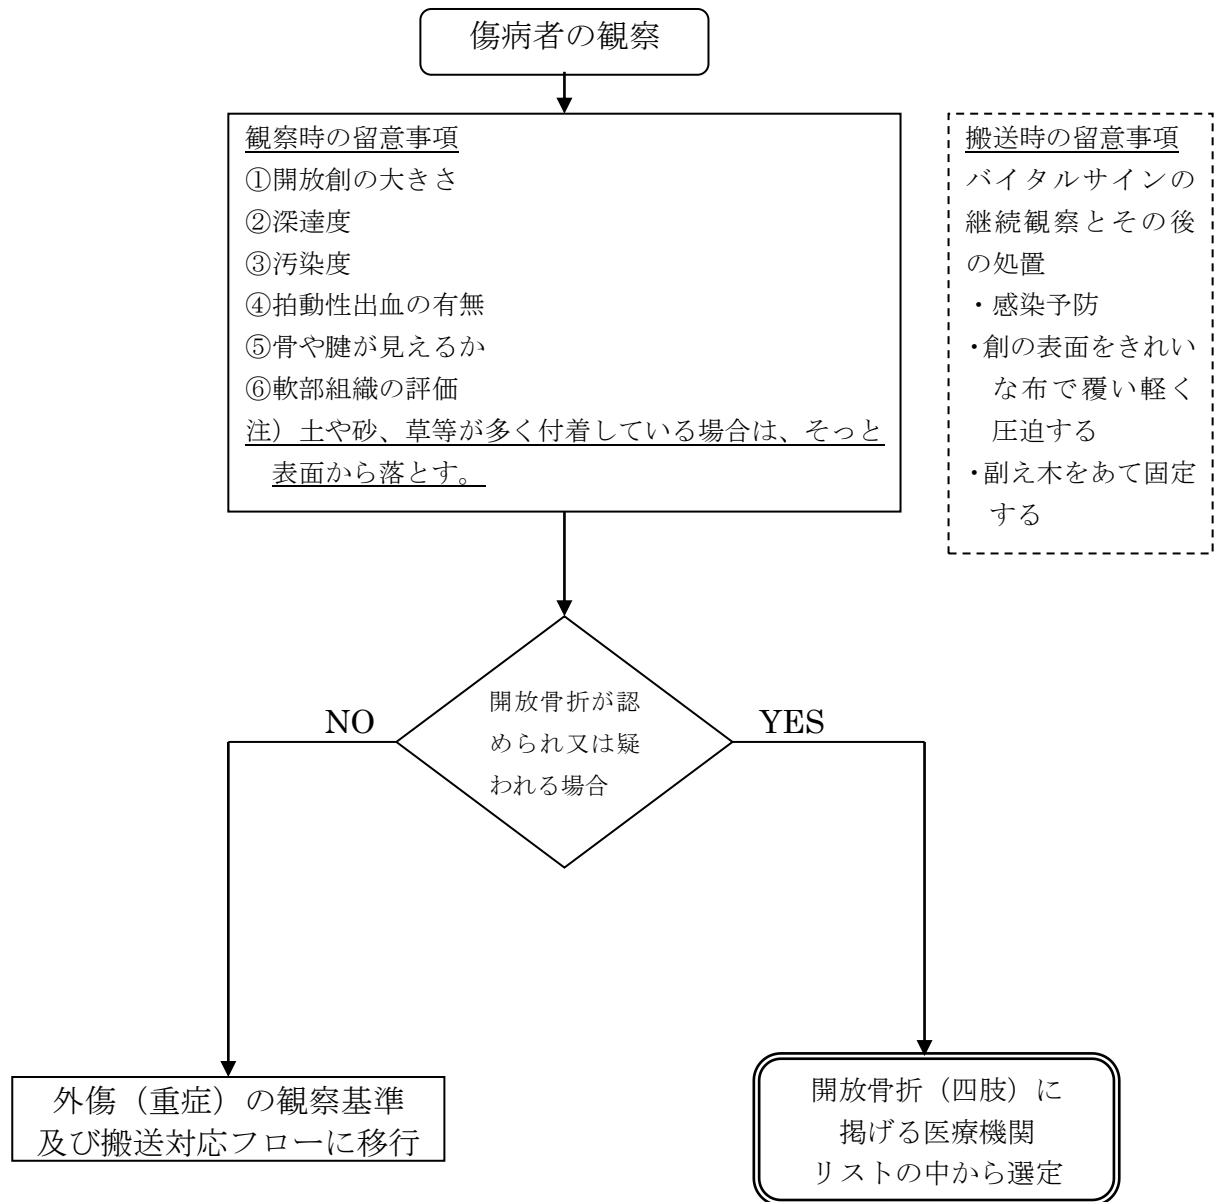 傷病者の観察
観察時の留意事項
①開放創の大きさ
②深達度
③汚染度
④拍動性出血の有無
⑤骨や腱が見えるか
⑥軟部組織の評価
注）土や砂、草等が多く付着している場合は、そっと
表面から落とす。
搬送時の留意事項
バイタルサインの
継続観察とその後
の処置
・感染予防
・創の表面をきれい
な布で覆い軽く
圧迫する
・副え木をあて固定
する
開放骨折が認
められ又は疑
われる場合
NO
YES
外傷（重症）の観察基準
及び搬送対応フローに移行
開放骨折（四肢）に
掲げる医療機関
リストの中から選定